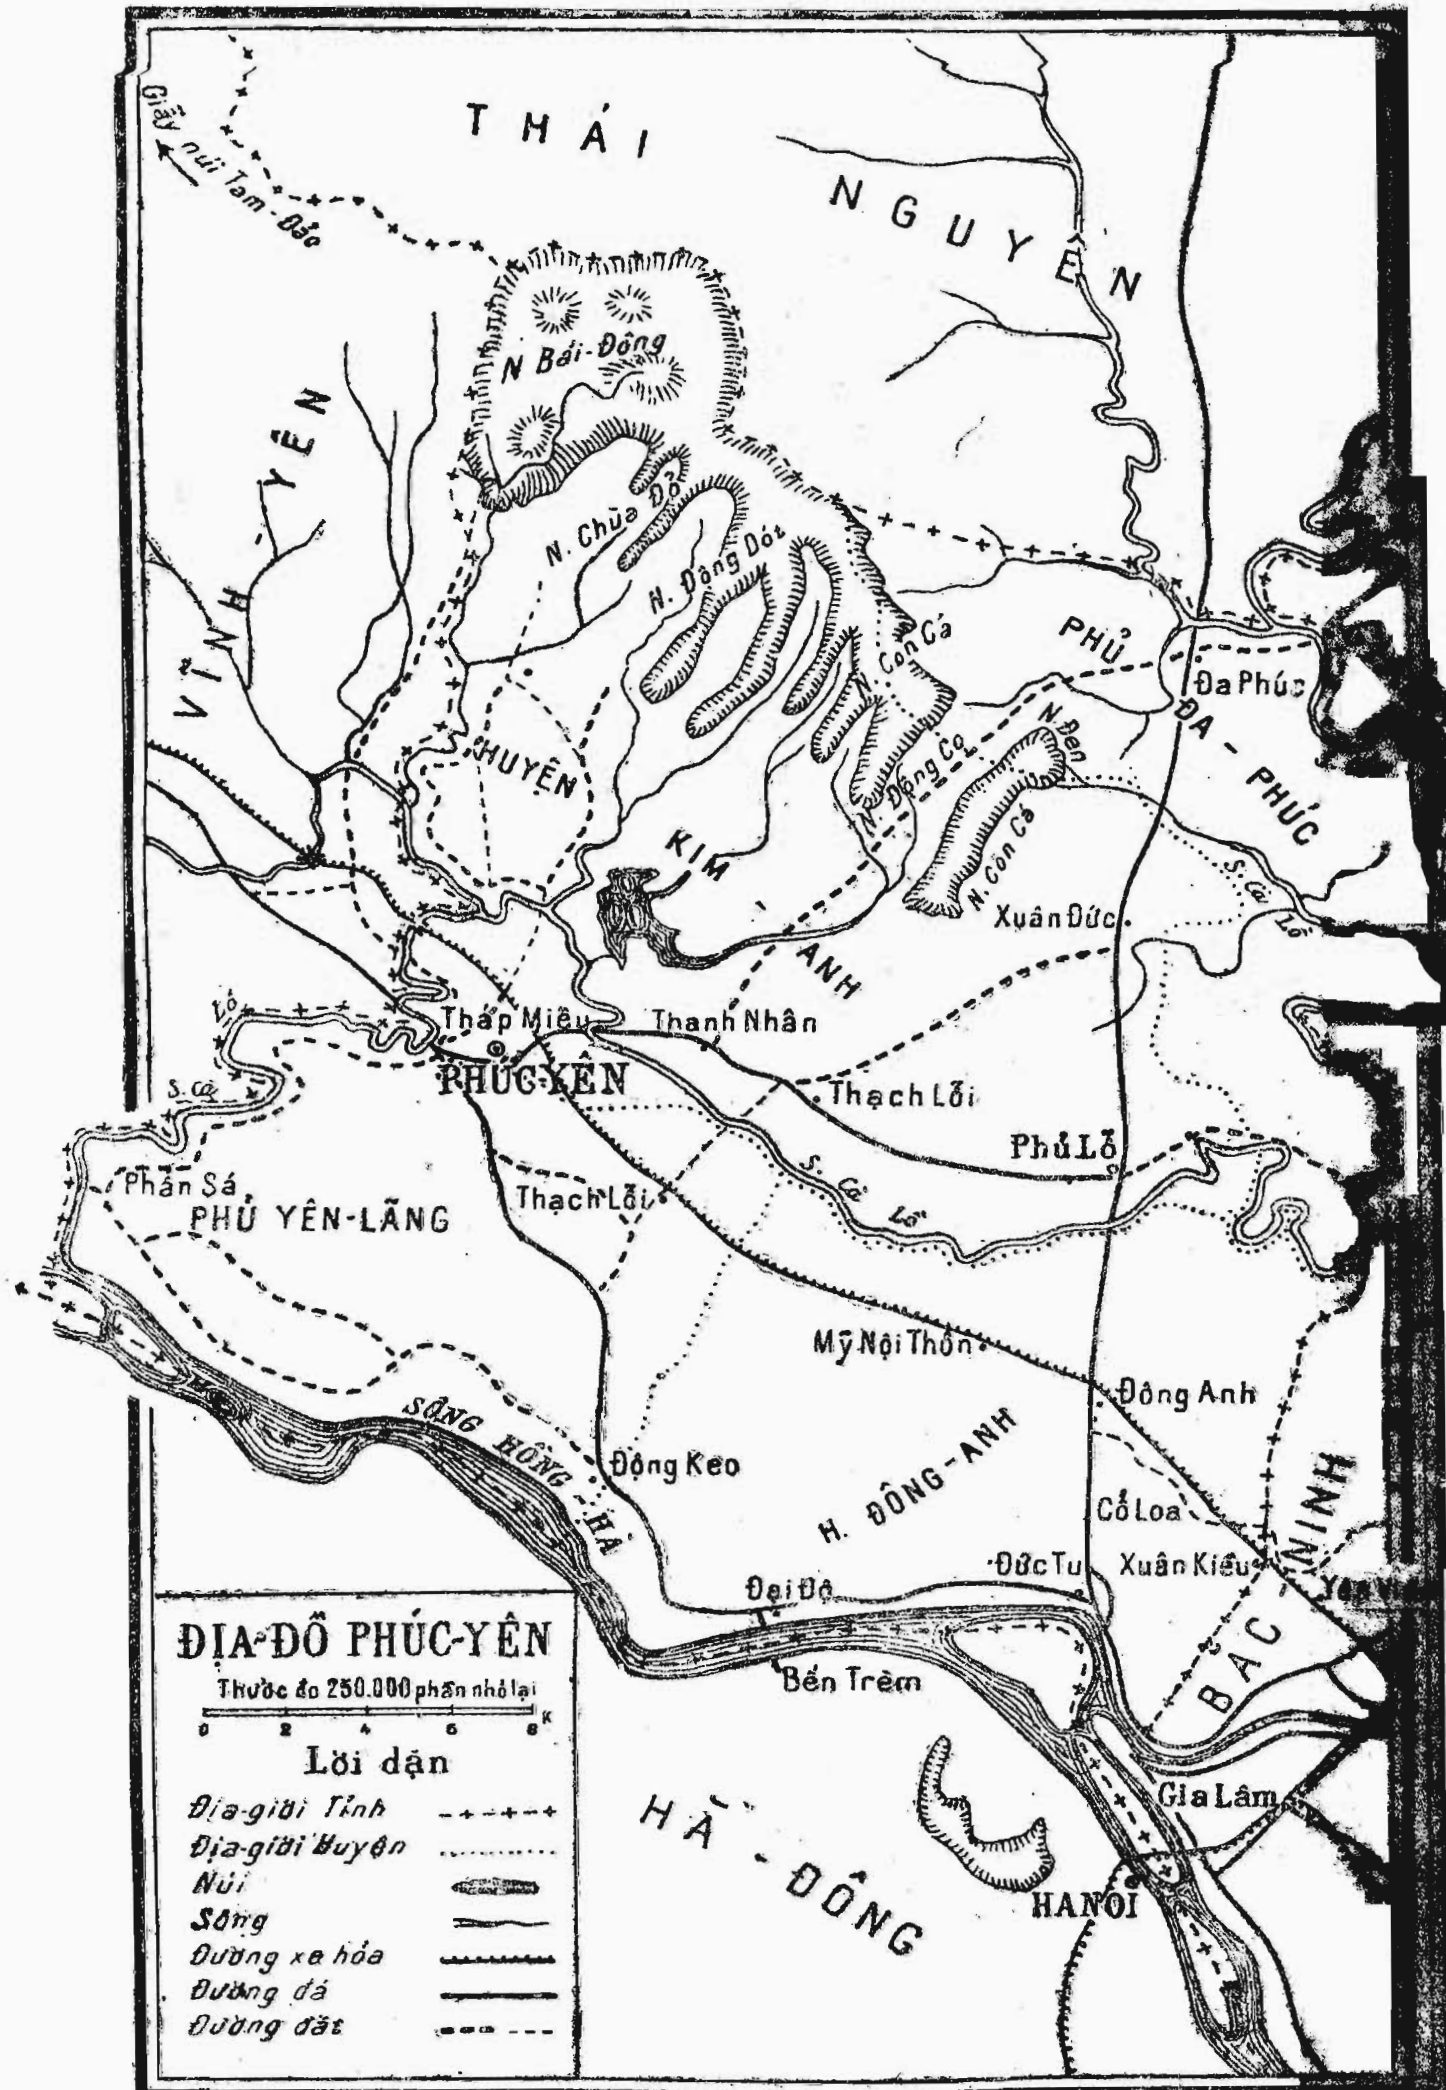 THÁI
NGUYÊN
Giẫy núi Tam-Đảo
N Bái-Đông
VĨNH YÊN
N. Chùa Đỏ
N. Đông Dót
N. Con Cá
PHỦ
ĐA - PHÚC
Đa Phúc
HUYỆN
N. Đen
N. Động Co
KIM
N. Côn Cá
S. Cà Lồ
Xuân Đức
ANH
Lồ
Tháp Miếu
Thanh Nhân
PHÚC-YÊN
S. Cà
Thạch Lỗi
Phủ Lỗ
Phán Sá
Thạch Lỗi
S. Cà Lồ
PHỦ YÊN-LÃNG
Mỹ Nội Thôn
Đông Anh
SÔNG HỒNG - HÀ
Động Keo
H. ĐÔNG-ANH
Cổ Loa
BẮC - NINH
Đức Tu
Xuân Kiều
Đại Độ
Bến Trèm
ĐỊA-ĐỒ PHÚC-YÊN
Thước đo 250.000 phần nhỏ lại
0 2 4 6 8 K
Lời dặn
Địa-giới Tỉnh
Địa-giới Huyện
Núi
Sông
Đường xe hỏa
Đường đá
Đường đất
Gia Lâm
HÀ - ĐÔNG
HANOI